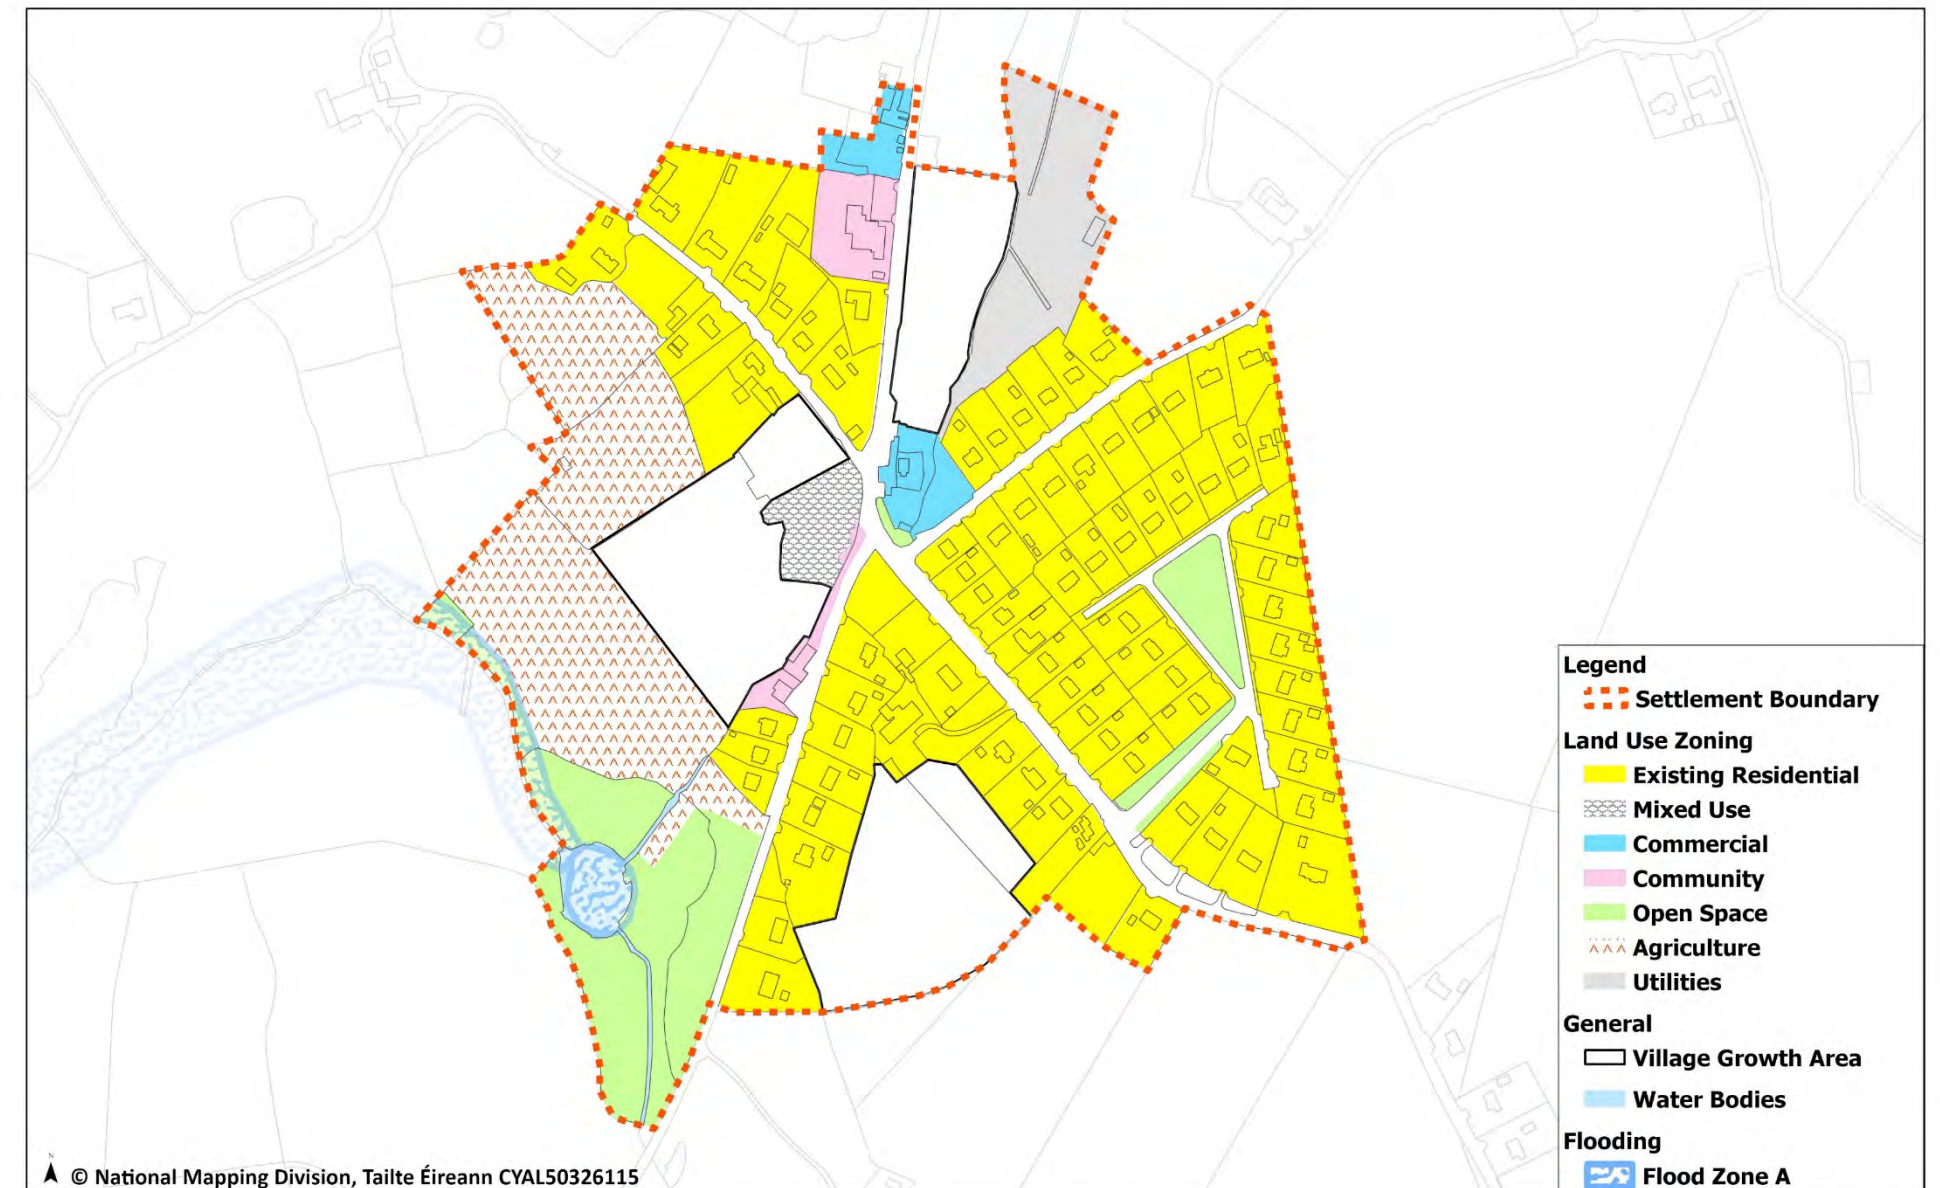 Legend
Settlement Boundary
Land Use Zoning
Existing Residential
Mixed Use
Commercial
Community
Open Space
Agriculture
Utilities
General
Village Growth Area
Water Bodies
Flooding
Flood Zone A
N
© National Mapping Division, Tailte Éireann CYAL50326115